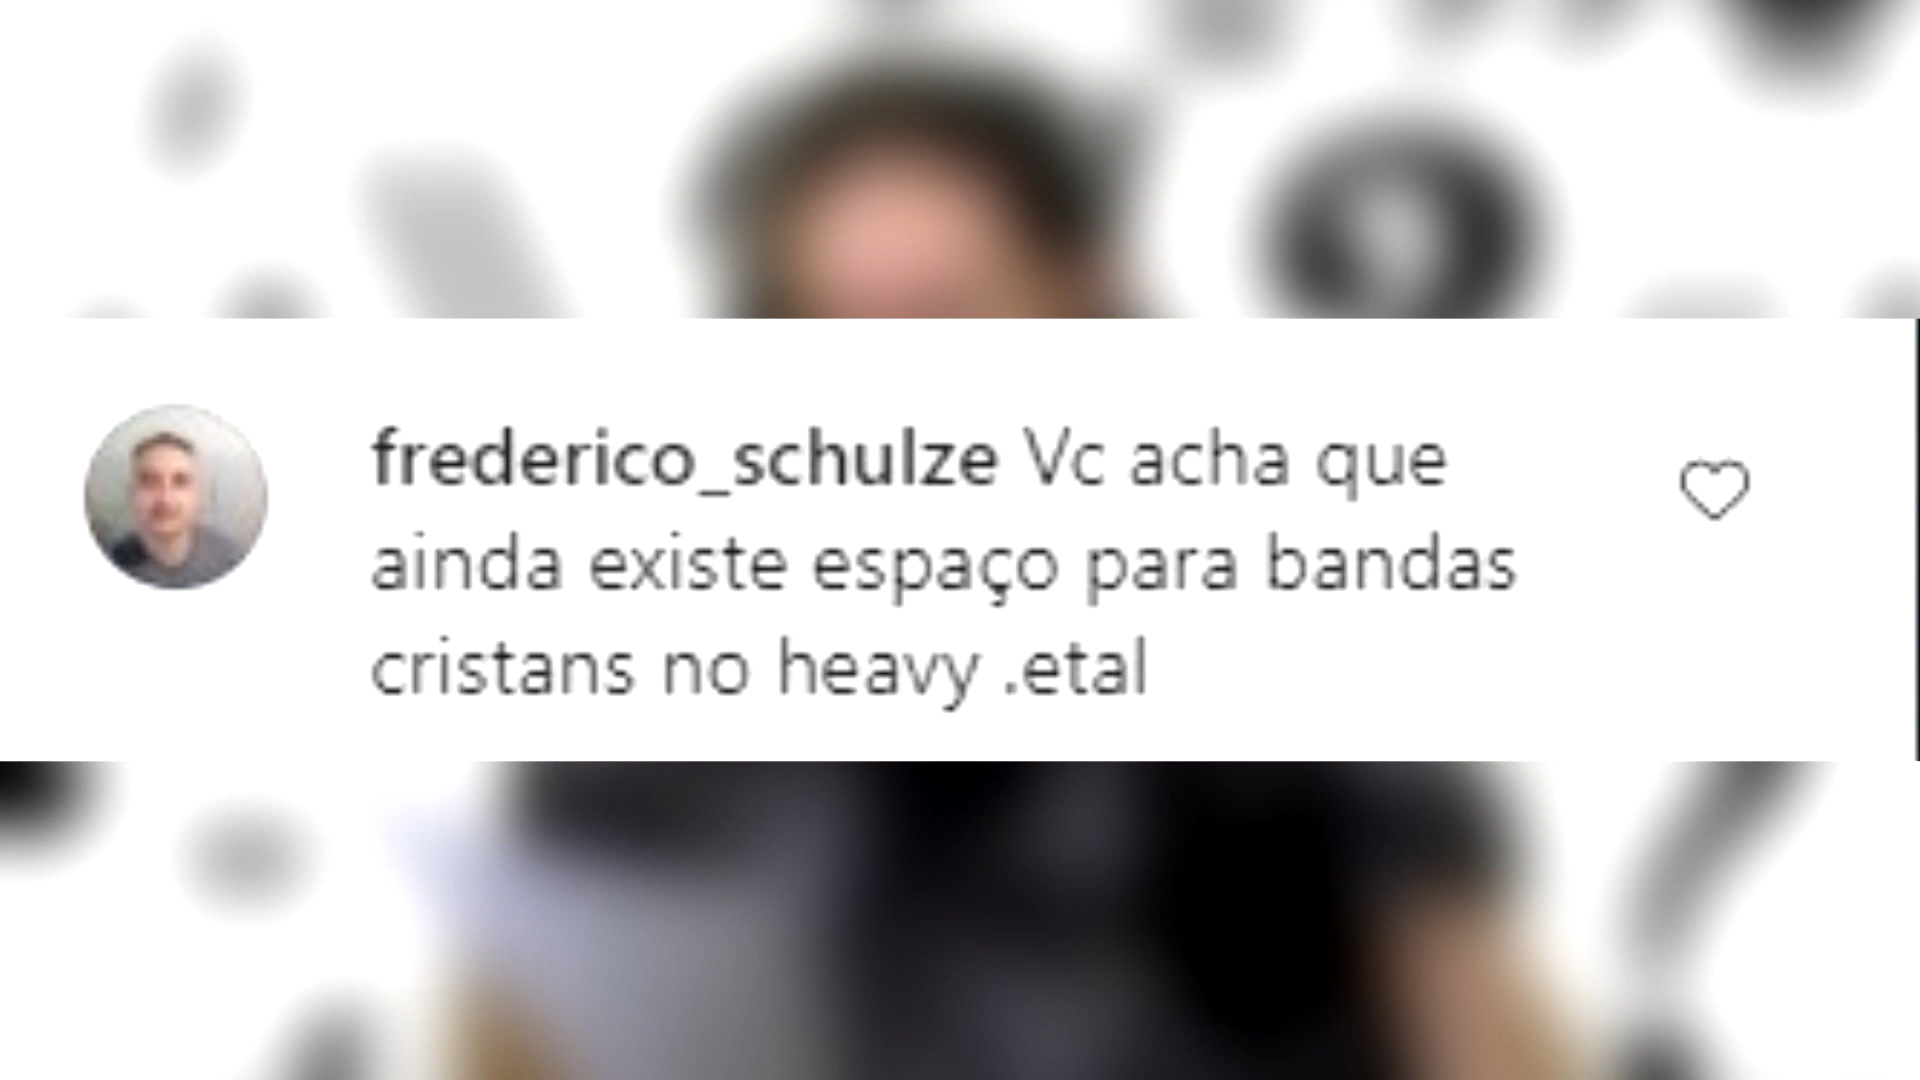 frederico_schulze Vc acha que
ainda existe espaço para bandas
cristans no heavy .etal